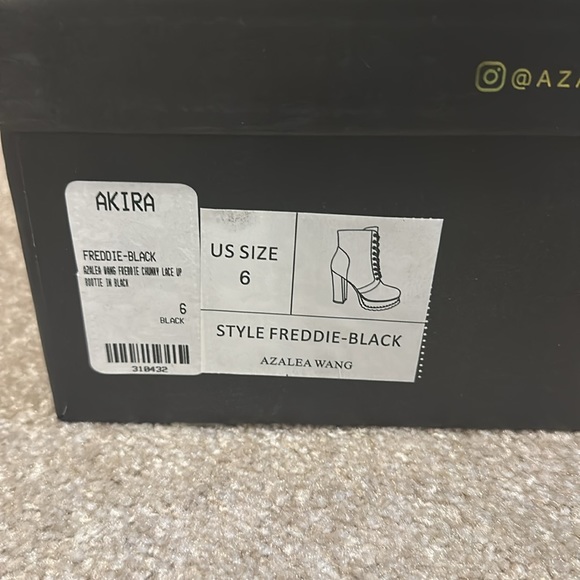 @AZA
AKIRA
FREDDIE-BLACK
AZALEA WANG FREDDIE CHUNKY LACE UP
BOOTIE IN BLACK
6
BLACK
310432
US SIZE
6
STYLE FREDDIE-BLACK
AZALEA WANG